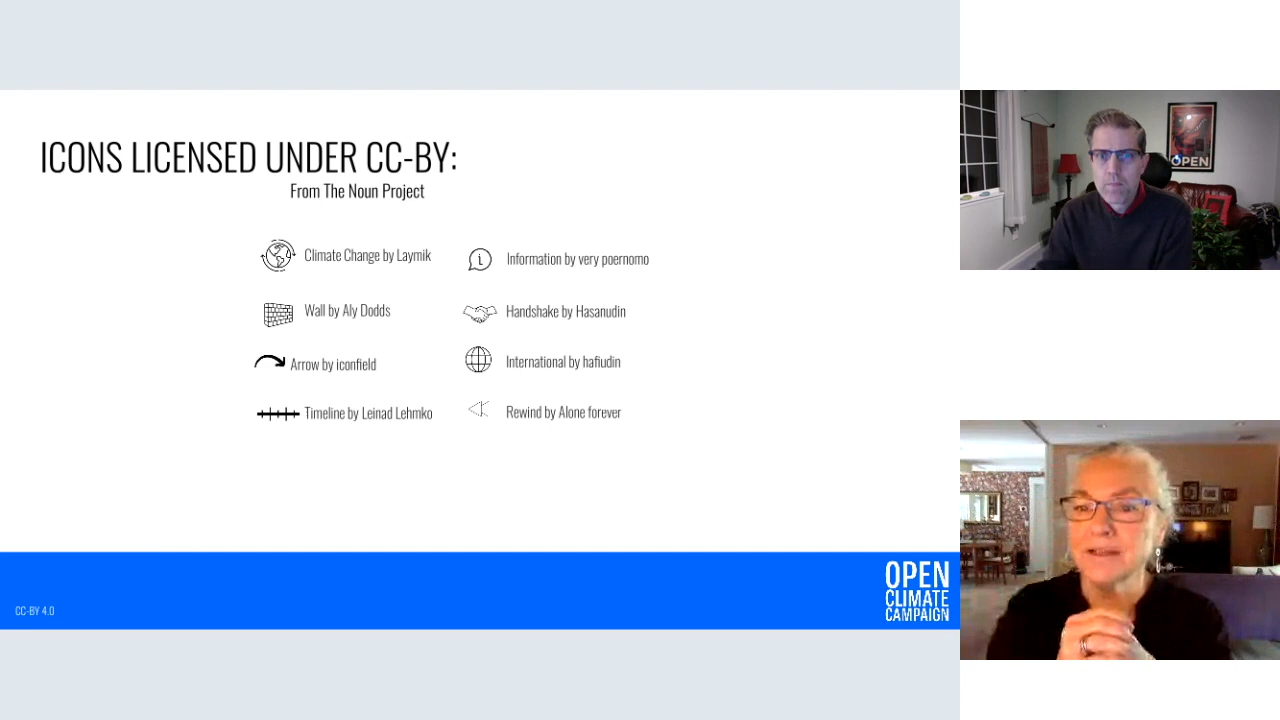 ICONS LICENSED UNDER CC-BY:
From The Noun Project
Climate Change by Laymik
Information by very poernomo
Wall by Aly Dodds
Handshake by Hasanudin
Arrow by iconfield
International by hafiudin
Timeline by Leinad Lehmko
Rewind by Alone forever
CC-BY 4.0
OPEN
CLIMATE
CAMPAIGN
OPEN